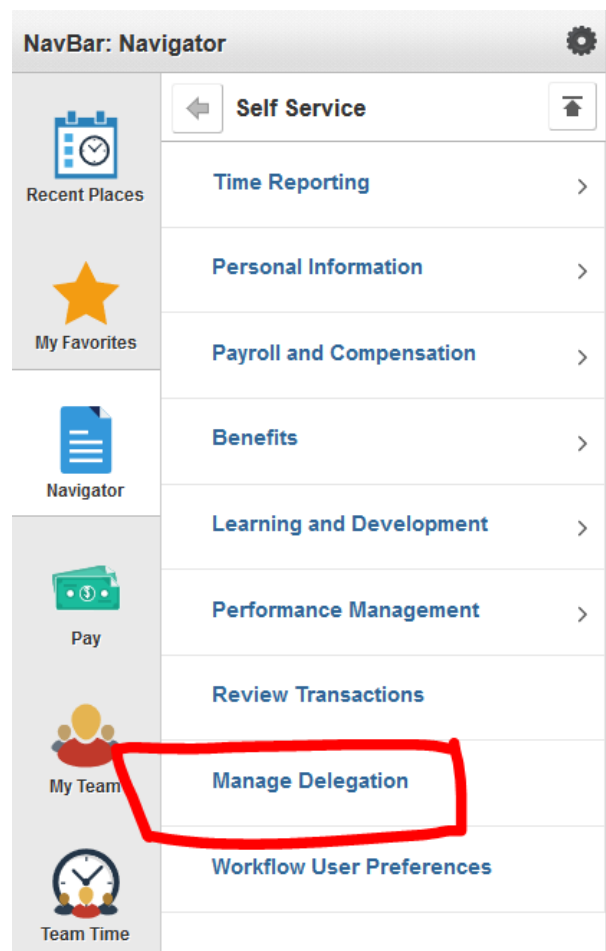 NavBar: Navigator
Self Service
Recent Places
My Favorites
Navigator
Pay
My Team
Team Time
Time Reporting
Personal Information
Payroll and Compensation
Benefits
Learning and Development
Performance Management
Review Transactions
Manage Delegation
Workflow User Preferences